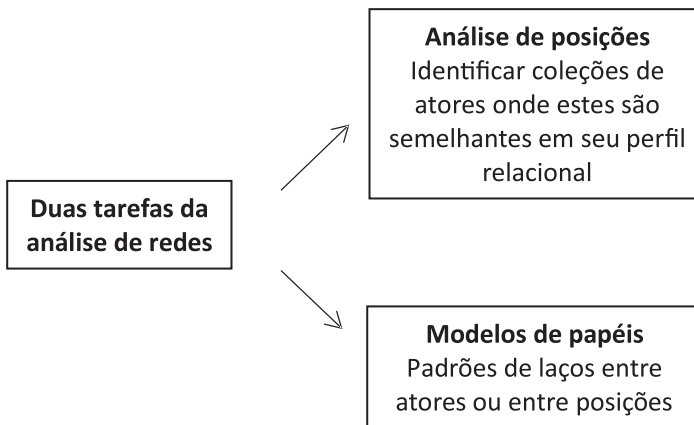 Análise de posições
Identificar coleções de
atores onde estes são
semelhantes em seu perfil
relacional
Duas tarefas da
análise de redes
Modelos de papéis
Padrões de laços entre
atores ou entre posições